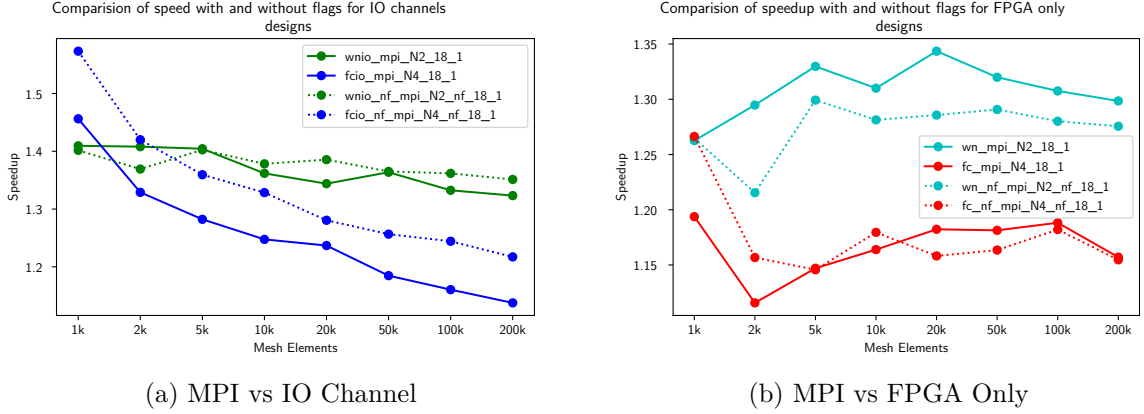 Comparision of speed with and without flags for IO channels
designs
Speedup
1.5
1.4
1.3
1.2
wnio_mpi_N2_18_1
fcio_mpi_N4_18_1
wnio_nf_mpi_N2_nf_18_1
fcio_nf_mpi_N4_nf_18_1
1k 2k 5k 10k 20k 50k 100k 200k
Mesh Elements
(a) MPI vs IO Channel
Comparision of speedup with and without flags for FPGA only
designs
Speedup
1.35
1.30
1.25
1.20
1.15
wn_mpi_N2_18_1
fc_mpi_N4_18_1
wn_nf_mpi_N2_nf_18_1
fc_nf_mpi_N4_nf_18_1
1k 2k 5k 10k 20k 50k 100k 200k
Mesh Elements
(b) MPI vs FPGA Only